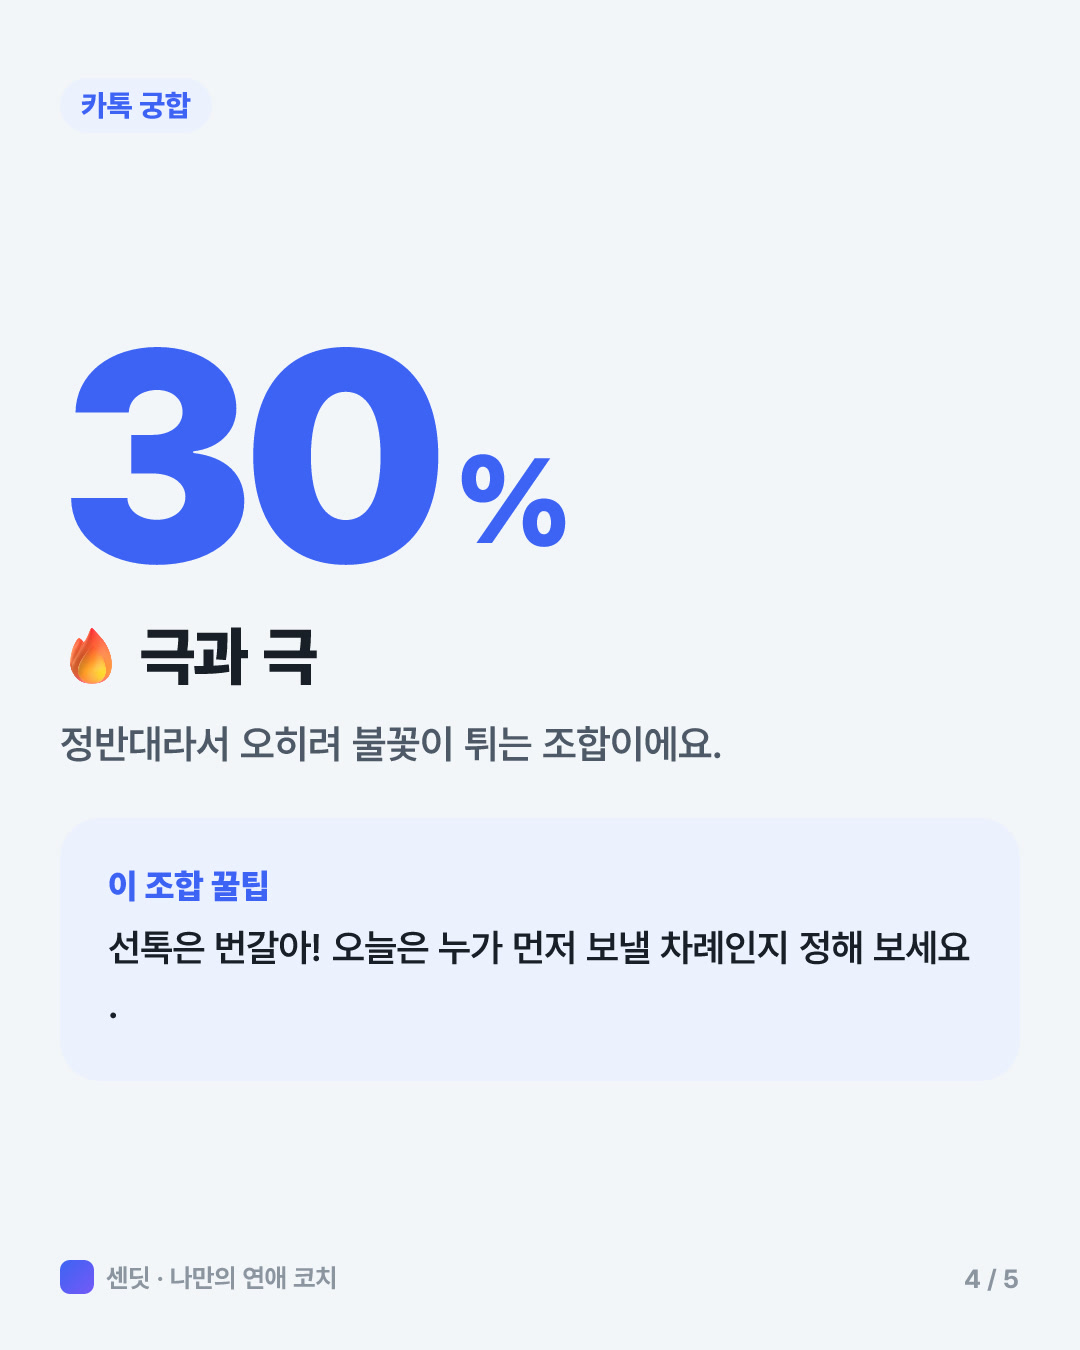 카톡 궁합
30%
🔥 극과 극
정반대라서 오히려 불꽃이 튀는 조합이에요.
이 조합 꿀팁
선톡은 번갈아! 오늘은 누가 먼저 보낼 차례인지 정해 보세요
.
센딧 · 나만의 연애 코치
4 / 5